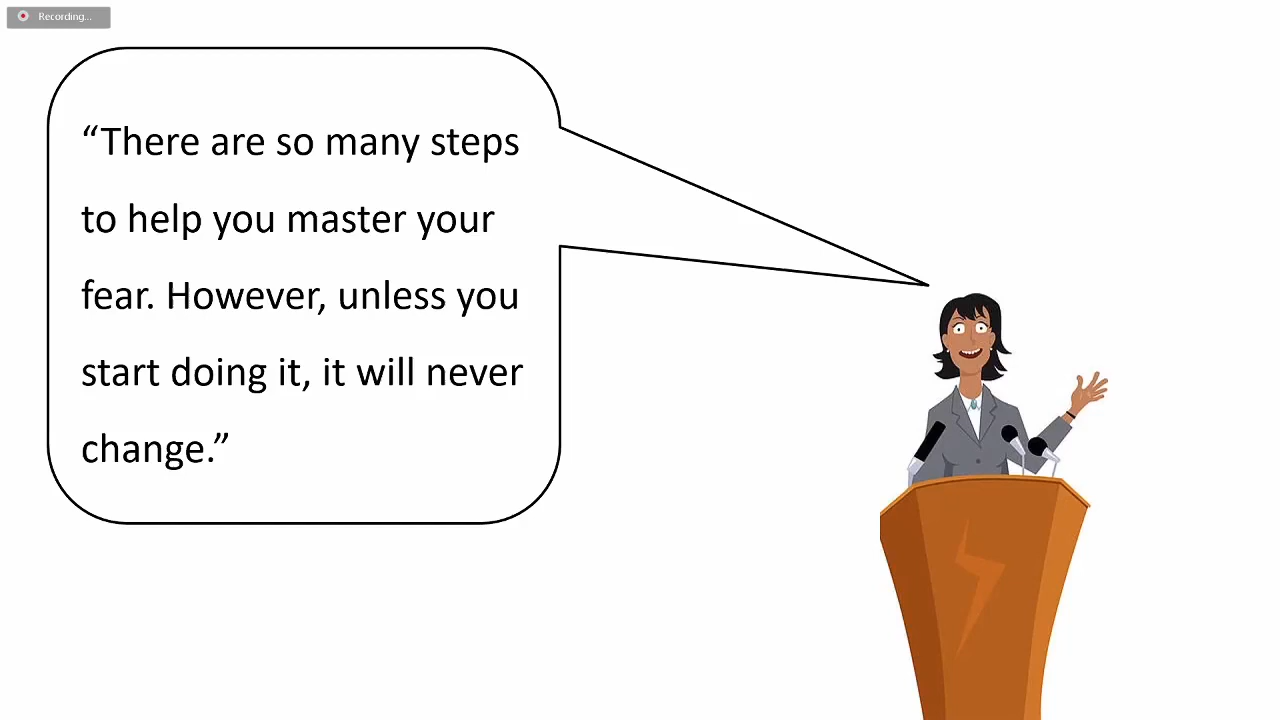 Recording...
“There are so many steps
to help you master your
fear. However, unless you
start doing it, it will never
change.”